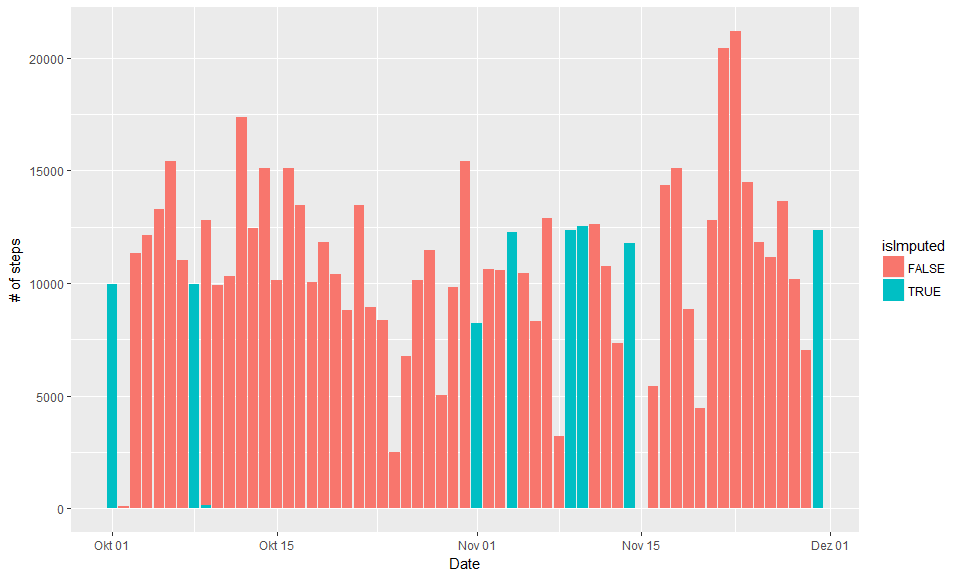 20000
15000
10000
5000
0
# of steps
Okt 01
Okt 15
Nov 01
Nov 15
Dez 01
Date
isImputed
FALSE
TRUE